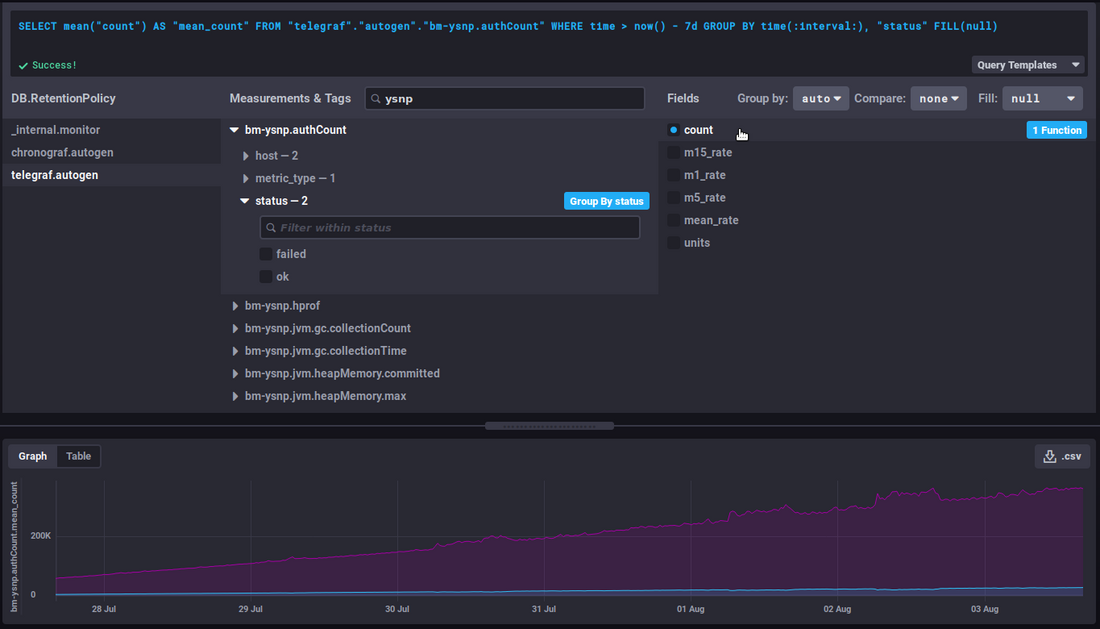 SELECT mean("count") AS "mean_count" FROM "telegraf"."autogen"."bm-ysnp.authCount" WHERE time > now() - 7d GROUP BY time(:interval:), "status" FILL(null)
Success!
Query Templates
DB.RetentionPolicy
Measurements & Tags
ysnp
Fields
Group by:
auto
Compare:
none
Fill:
null
_internal.monitor
chronograf.autogen
telegraf.autogen
bm-ysnp.authCount
host — 2
metric_type — 1
status — 2
Group By status
Filter within status
failed
ok
bm-ysnp.hprof
bm-ysnp.jvm.gc.collectionCount
bm-ysnp.jvm.gc.collectionTime
bm-ysnp.jvm.heapMemory.committed
bm-ysnp.jvm.heapMemory.max
count
1 Function
m15_rate
m1_rate
m5_rate
mean_rate
units
Graph
Table
.csv
bm-ysnp.authCount.mean_count
200K
0
28 Jul
29 Jul
30 Jul
31 Jul
01 Aug
02 Aug
03 Aug